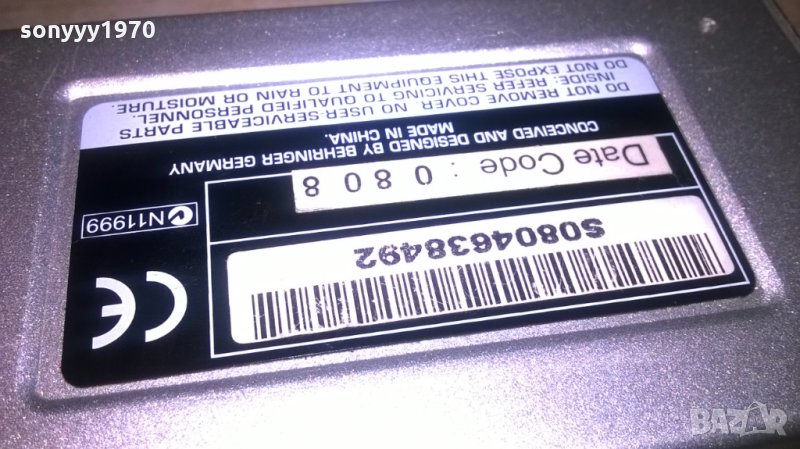 sonyyy1970
DO NOT EXPOSE THIS EQUIPMENT TO RAIN OR MOISTURE.
DO NOT REMOVE COVER. NO USER SERVICEABLE PARTS
INSIDE: REFER SERVICING TO QUALIFIED PERSONNEL.
CONCEIVED AND DESIGNED BY BEHRINGER GERMANY
MADE IN CHINA.
Date Code : 0 8 0 8
N11999
S0804638492
CE
BAZAR